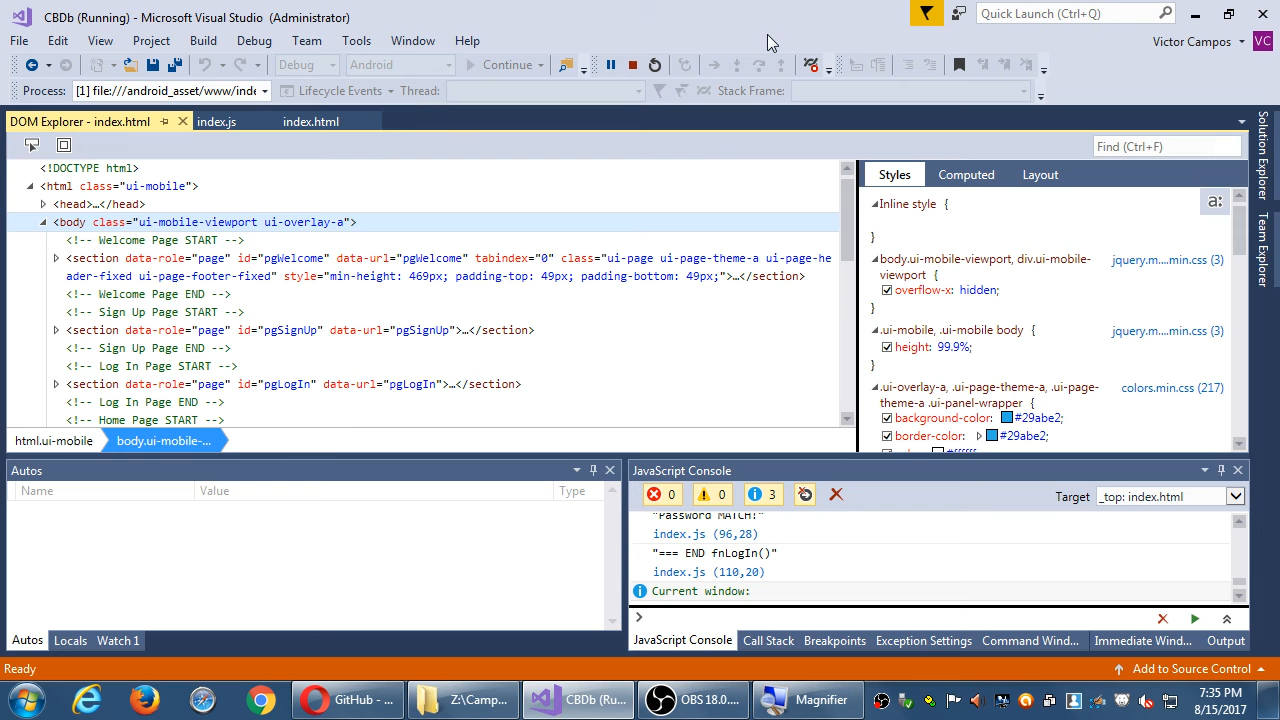 CBDb (Running) - Microsoft Visual Studio (Administrator)
Quick Launch (Ctrl+Q)
File Edit View Project Build Debug Team Tools Window Help
Victor Campos VC
Debug Android Continue
Process: [1] file:///android_asset/www/inde Lifecycle Events Thread: Stack Frame:
DOM Explorer - index.html index.js index.html
Find (Ctrl+F)
<!DOCTYPE html>
<html class="ui-mobile">
<head>…</head>
<body class="ui-mobile-viewport ui-overlay-a">
<!-- Welcome Page START -->
<section data-role="page" id="pgWelcome" data-url="pgWelcome" tabindex="0" class="ui-page ui-page-theme-a ui-page-he
ader-fixed ui-page-footer-fixed" style="min-height: 469px; padding-top: 49px; padding-bottom: 49px;">…</section>
<!-- Welcome Page END -->
<!-- Sign Up Page START -->
<section data-role="page" id="pgSignUp" data-url="pgSignUp">…</section>
<!-- Sign Up Page END -->
<!-- Log In Page START -->
<section data-role="page" id="pgLogIn" data-url="pgLogIn">…</section>
<!-- Log In Page END -->
<!-- Home Page START -->
html.ui-mobile body.ui-mobile-...
Styles Computed Layout
Inline style {
a:
}
body.ui-mobile-viewport, div.ui-mobile- jquery.m....min.css (3)
viewport {
overflow-x: hidden;
}
.ui-mobile, .ui-mobile body { jquery.m....min.css (3)
height: 99.9%;
}
.ui-overlay-a, .ui-page-theme-a, .ui-page- colors.min.css (217)
theme-a .ui-panel-wrapper {
background-color: #29abe2;
border-color: #29abe2;
Autos
Name Value Type
Autos Locals Watch 1
JavaScript Console
0 0 3 Target _top: index.html
"Password MATCH!"
index.js (96,28)
"=== END fnLogIn()"
index.js (110,20)
Current window:
JavaScript Console Call Stack Breakpoints Exception Settings Command Wind... Immediate Wind... Output
Solution Explorer
Team Explorer
Ready Add to Source Control
GitHub - ... Z:\Camp... CBDb (Ru... OBS 18.0.... Magnifier
7:35 PM
8/15/2017